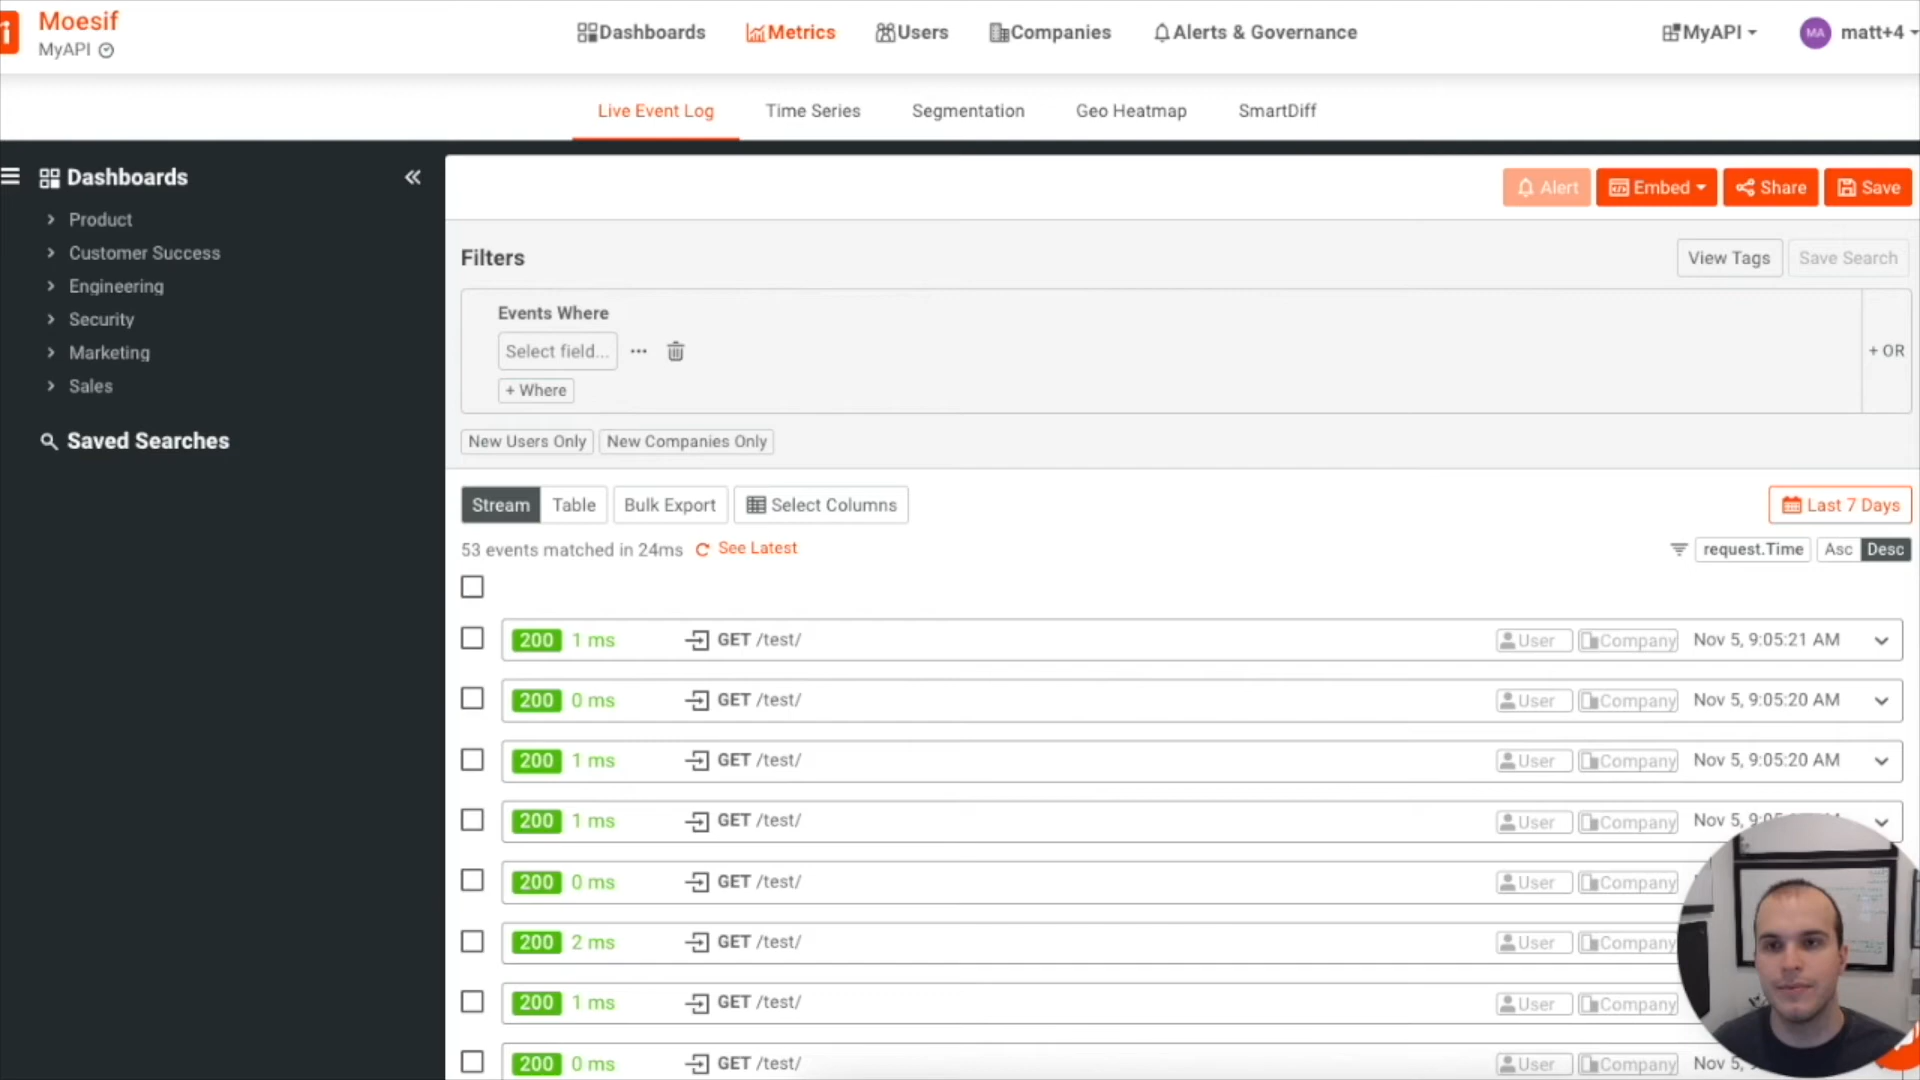 Moesif
MyAPI
Dashboards
Metrics
Users
Companies
Alerts & Governance
MyAPI
MA
matt+4
Live Event Log
Time Series
Segmentation
Geo Heatmap
SmartDiff
Dashboards
Product
Customer Success
Engineering
Security
Marketing
Sales
Saved Searches
Alert
Embed
Share
Save
Filters
View Tags
Save Search
Events Where
Select field...
+ Where
+ OR
New Users Only
New Companies Only
Stream
Table
Bulk Export
Select Columns
Last 7 Days
53 events matched in 24ms
See Latest
request.Time
Asc
Desc
200 1 ms GET /test/ User Company Nov 5, 9:05:21 AM
200 0 ms GET /test/ User Company Nov 5, 9:05:20 AM
200 1 ms GET /test/ User Company Nov 5, 9:05:20 AM
200 1 ms GET /test/ User Company Nov 5,
200 0 ms GET /test/ User Company
200 2 ms GET /test/ User Company
200 1 ms GET /test/ User Company
200 0 ms GET /test/ User Company Nov 5,